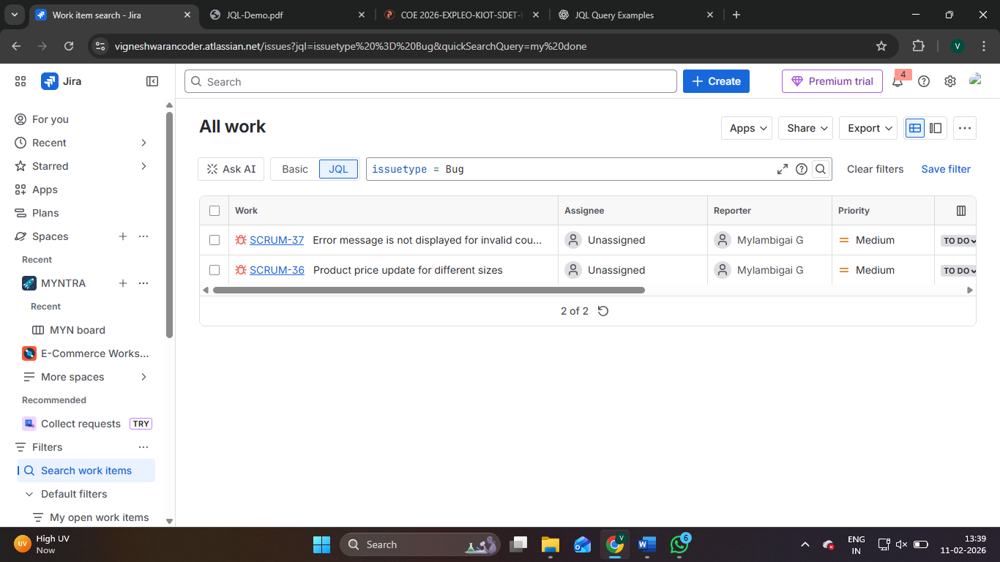 Work item search - Jira
JQL-Demo.pdf
COE 2026-EXPLEO-KIOT-SDET-
JQL Query Examples
vigneshwarancoder.atlassian.net/issues?jql=issuetype%20%3D%20Bug&quickSearchQuery=my%20done
V
Jira
Search
Create
Premium trial
4
For you
Recent
Starred
Apps
Plans
Spaces
Recent
MYNTRA
Recent
MYN board
E-Commerce Works...
More spaces
Recommended
Collect requests TRY
Filters
Search work items
Default filters
My open work items
All work
Apps Share Export
Ask AI Basic JQL issuetype = Bug Clear filters Save filter
Work Assignee Reporter Priority
SCRUM-37 Error message is not displayed for invalid cou... Unassigned Mylambigai G Medium TO DO
SCRUM-36 Product price update for different sizes Unassigned Mylambigai G Medium TO DO
2 of 2
UV
High UV
Now
Search
V
6
ENG
IN
13:39
11-02-2026